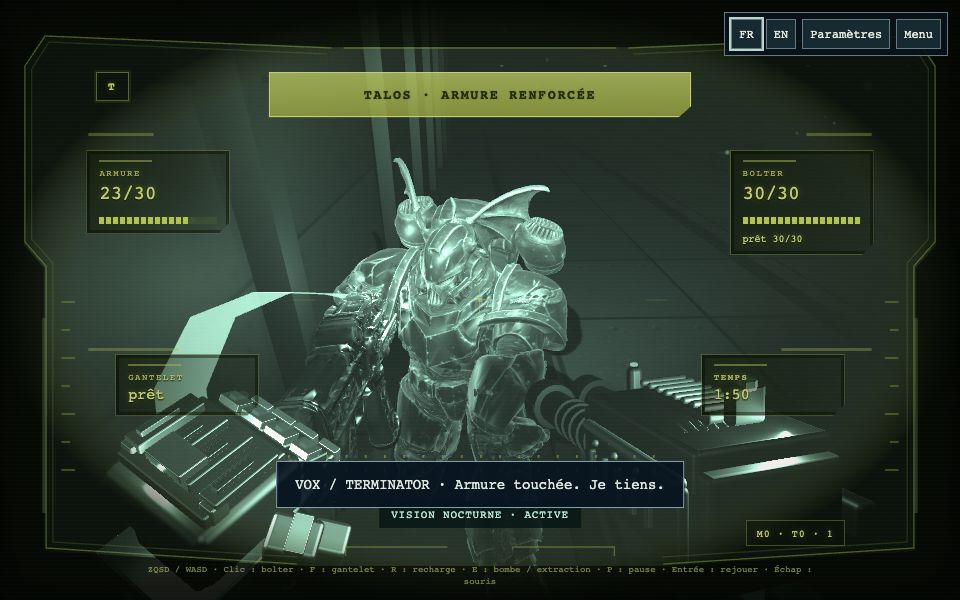 FR EN Paramètres Menu
T
TALOS · ARMURE RENFORCÉE
ARMURE
23/30
BOLTER
30/30
prêt 30/30
GANTELET
prêt
TEMPS
1:50
VOX / TERMINATOR · Armure touchée. Je tiens.
VISION NOCTURNE · ACTIVE
M0 · T0 · 1
ZQSD / WASD · Clic : bolter · F : gantelet · R : recharge · E : bombe / extraction · P : pause · Entrée : rejouer · Échap :
souris